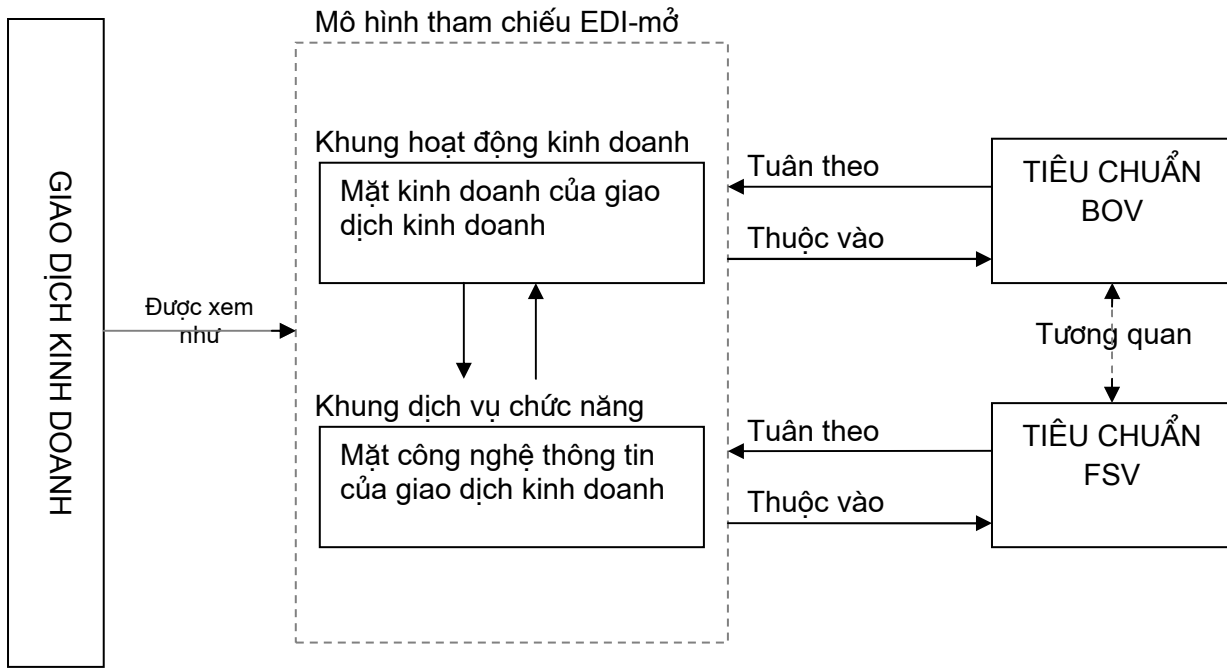 Mô hình tham chiếu EDI-mở
GIAO DỊCH KINH DOANH
Được xem
như
Khung hoạt động kinh doanh
Mặt kinh doanh của giao
dịch kinh doanh
Khung dịch vụ chức năng
Mặt công nghệ thông tin
của giao dịch kinh doanh
Tuân theo
Thuộc vào
TIÊU CHUẨN
BOV
Tương quan
Tuân theo
Thuộc vào
TIÊU CHUẨN
FSV